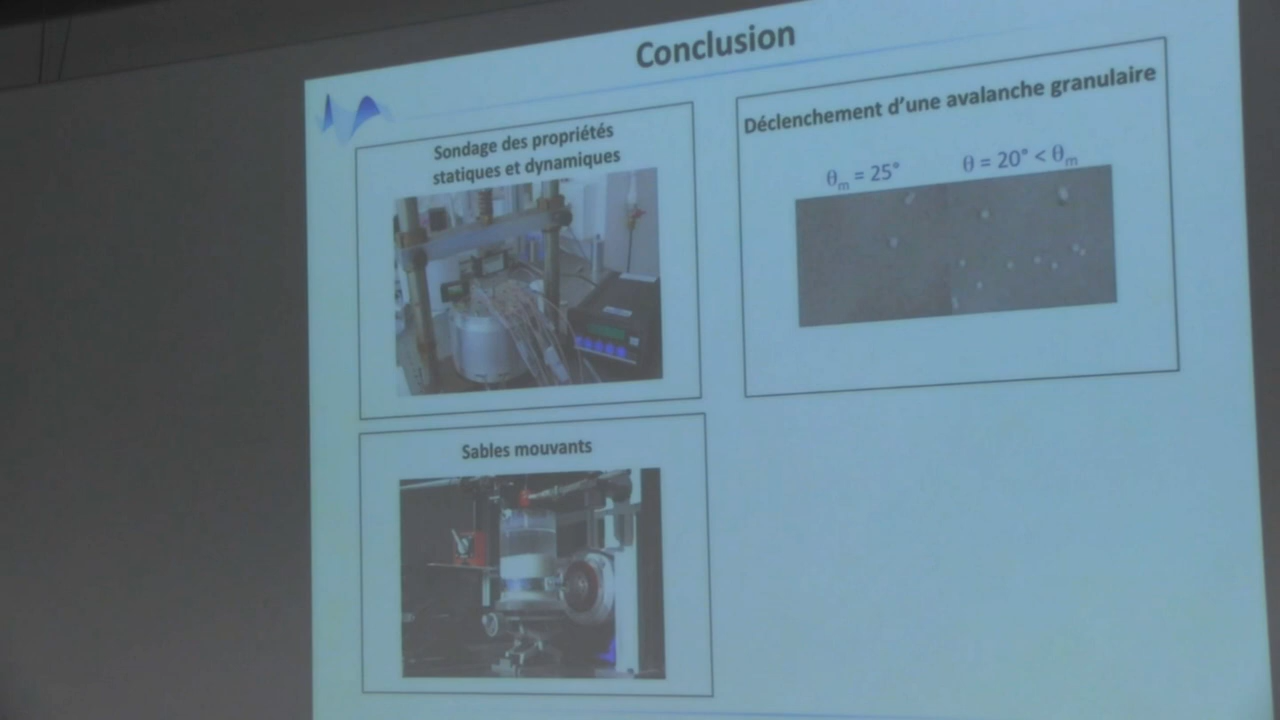 Conclusion
Sondage des propriétés
statiques et dynamiques
Déclenchement d'une avalanche granulaire
θm = 25° θ = 20° < θm
Sables mouvants